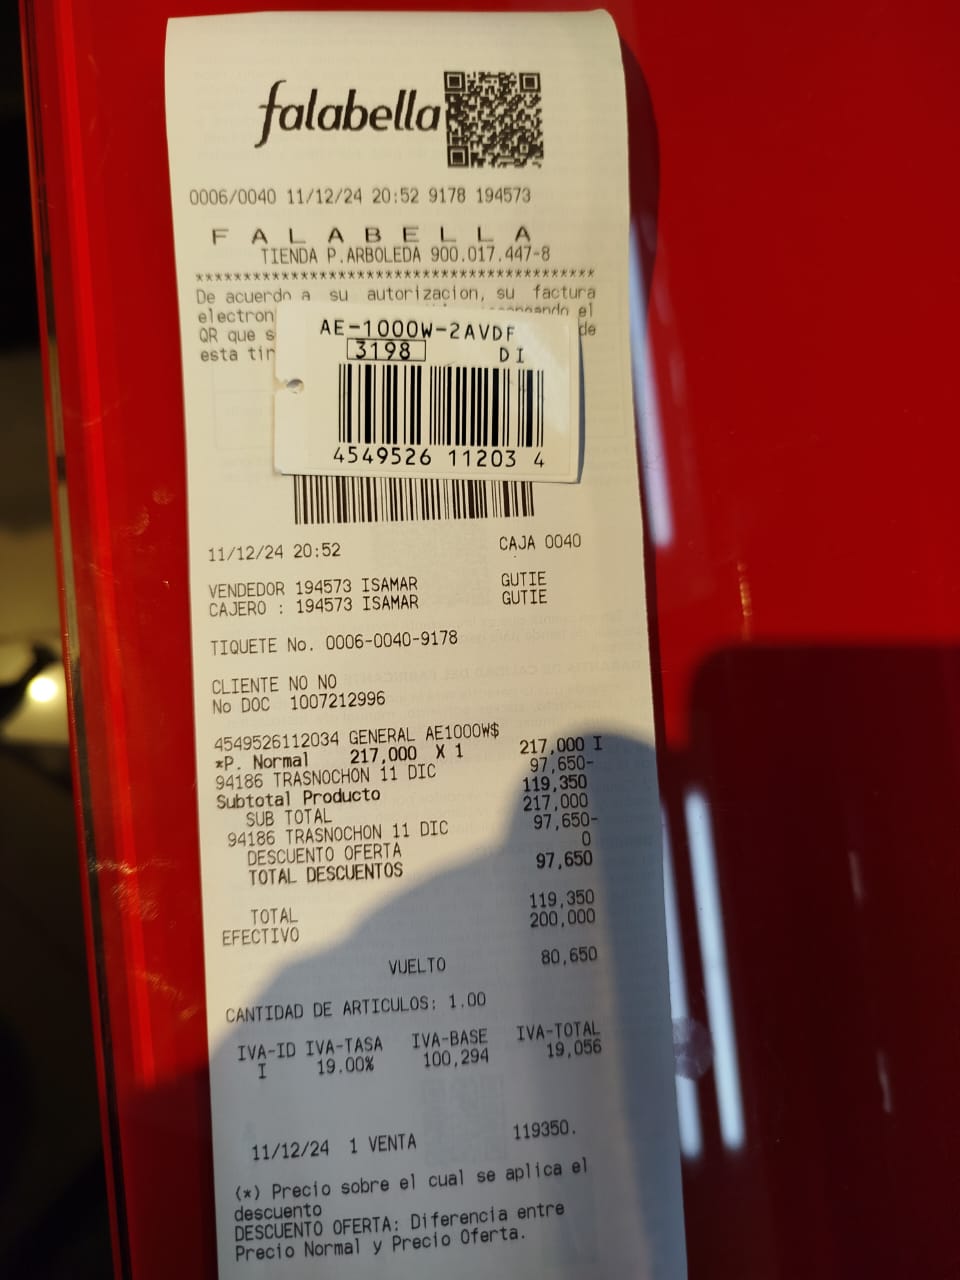 falabella
0006/0040 11/12/24 20:52 9178 194573
F A L A B E L L A
TIENDA P.ARBOLEDA 900.017.447-8
******************************************
De acuerdo a su autorizacion, su factura
electron el
QR que s de
esta tir
AE-1000W-2AVDF
3198 DI
4549526 11203 4
11/12/24 20:52 CAJA 0040
VENDEDOR 194573 ISAMAR GUTIE
CAJERO : 194573 ISAMAR GUTIE
TIQUETE No. 0006-0040-9178
CLIENTE NO NO
No DOC 1007212996
4549526112034 GENERAL AE1000W$
*P. Normal 217,000 X 1 217,000 I
94186 TRASNOCHON 11 DIC 97,650-
Subtotal Producto 119,350
SUB TOTAL 217,000
94186 TRASNOCHON 11 DIC 97,650-
DESCUENTO OFERTA 0
TOTAL DESCUENTOS 97,650
TOTAL 119,350
EFECTIVO 200,000
VUELTO 80,650
CANTIDAD DE ARTICULOS: 1.00
IVA-ID IVA-TASA IVA-BASE IVA-TOTAL
I 19.00% 100,294 19,056
11/12/24 1 VENTA 119350.
(*) Precio sobre el cual se aplica el
descuento
DESCUENTO OFERTA: Diferencia entre
Precio Normal y Precio Oferta.